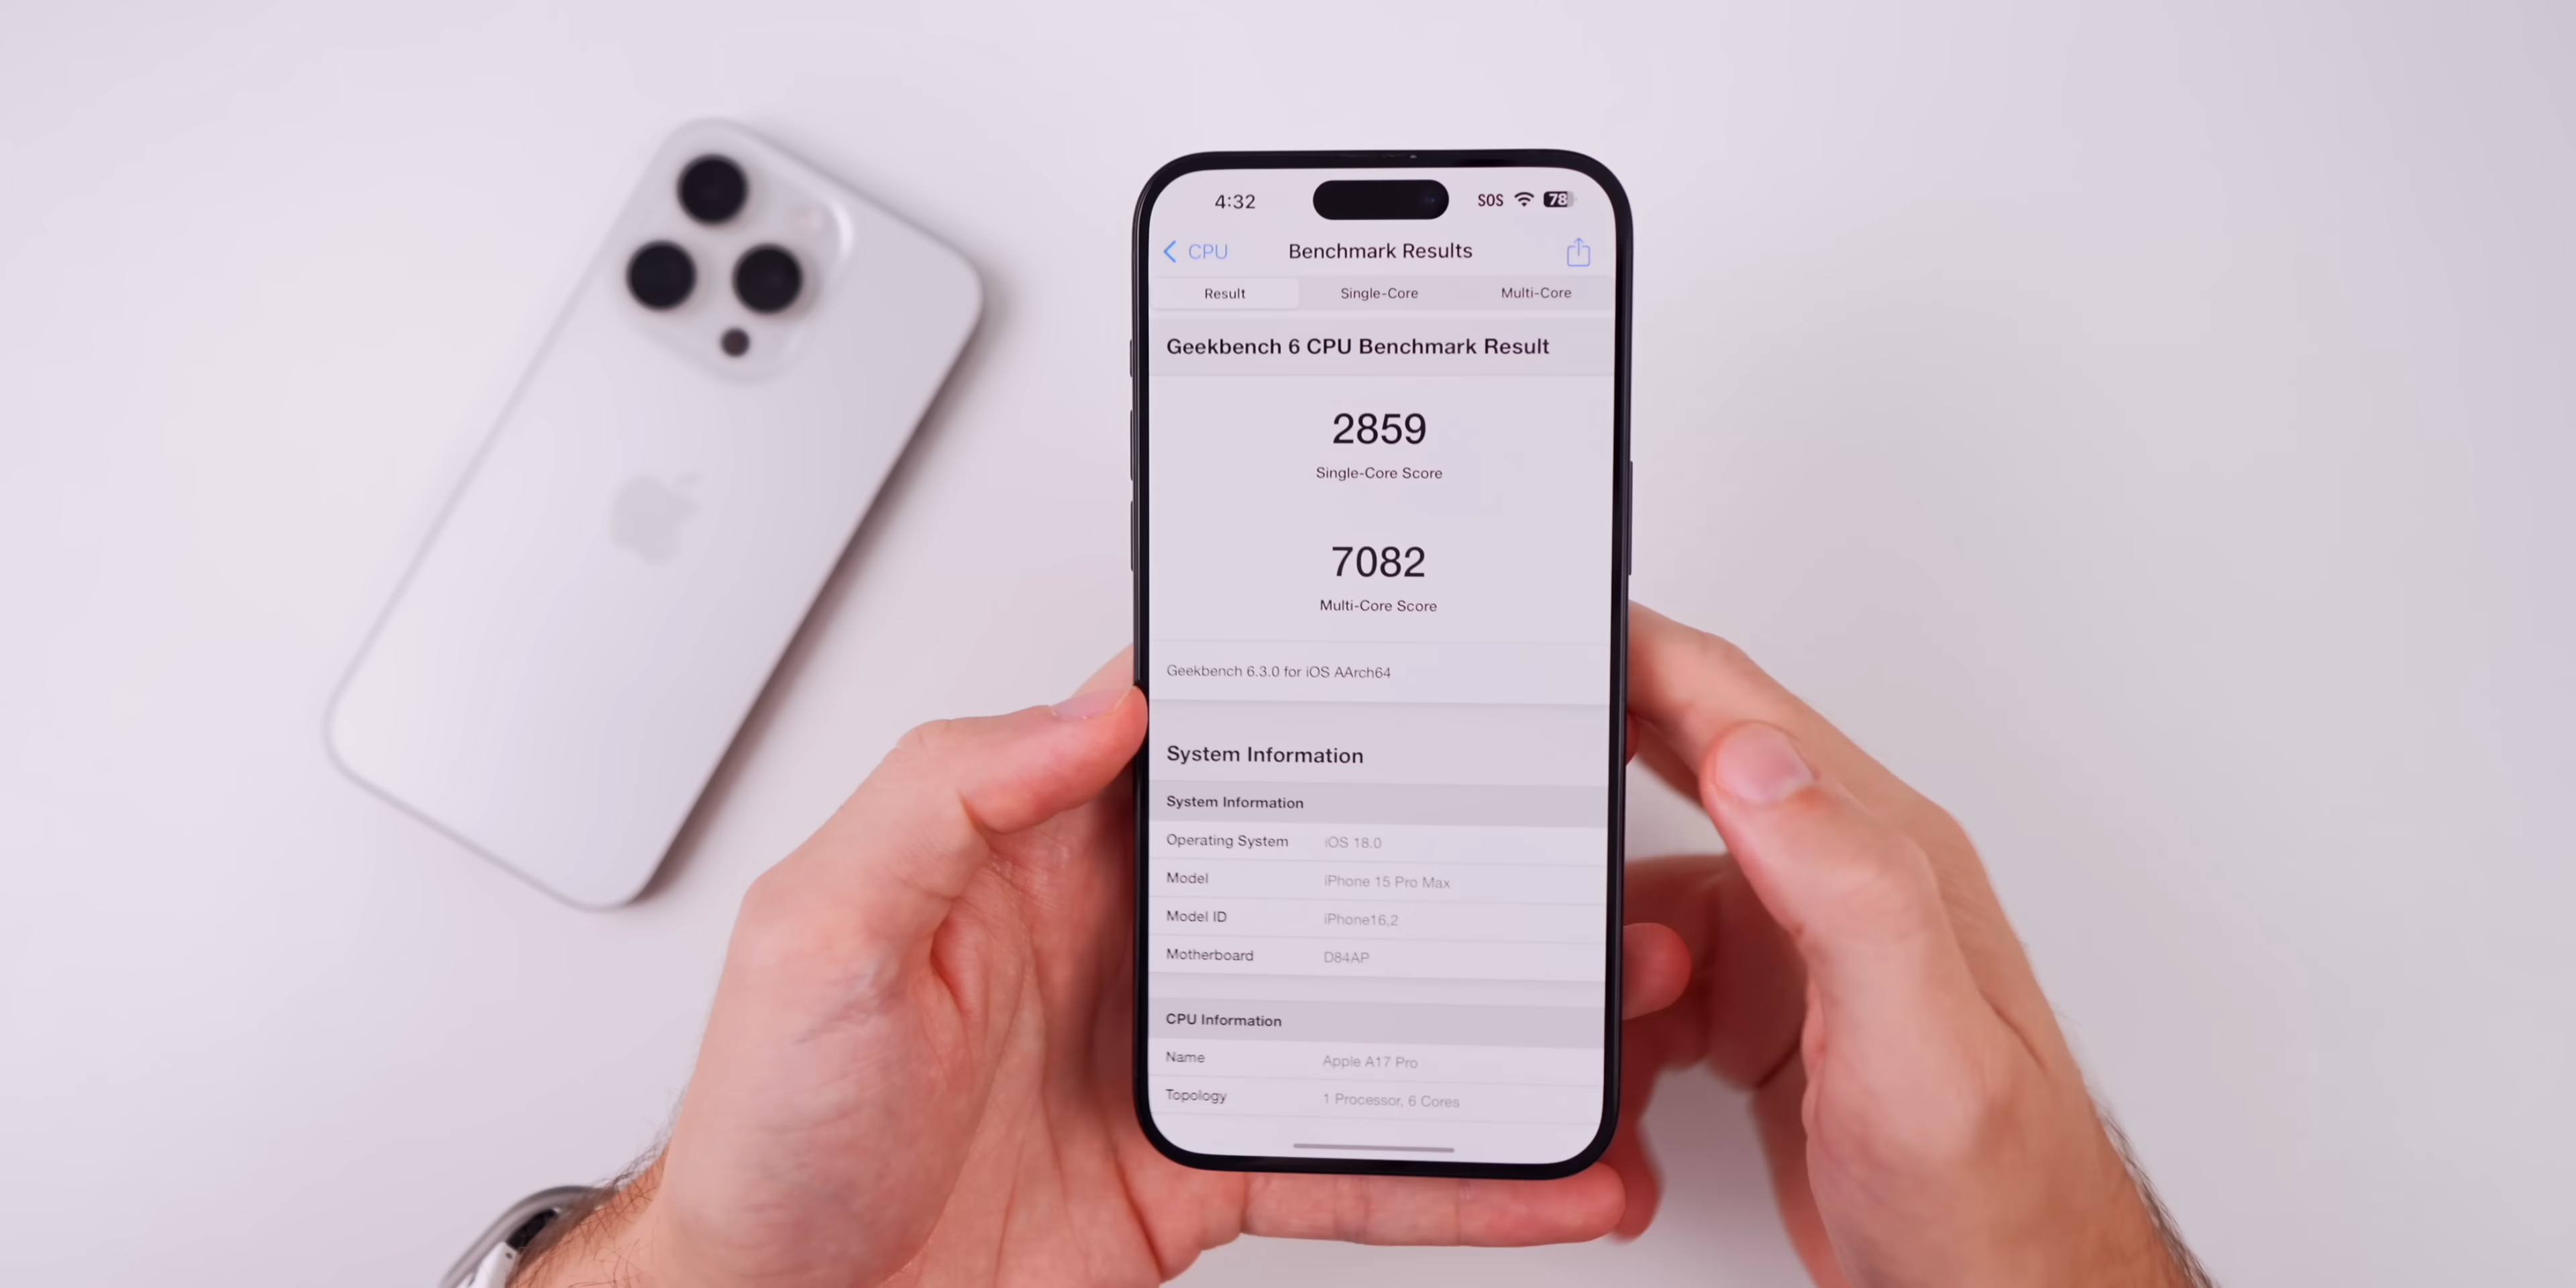 4:32 SOS 78
CPU Benchmark Results
Result Single-Core Multi-Core
Geekbench 6 CPU Benchmark Result
2859
Single-Core Score
7082
Multi-Core Score
Geekbench 6.3.0 for iOS AArch64
System Information
System Information
Operating System iOS 18.0
Model iPhone 15 Pro Max
Model ID iPhone16,2
Motherboard D84AP
CPU Information
Name Apple A17 Pro
Topology 1 Processor, 6 Cores